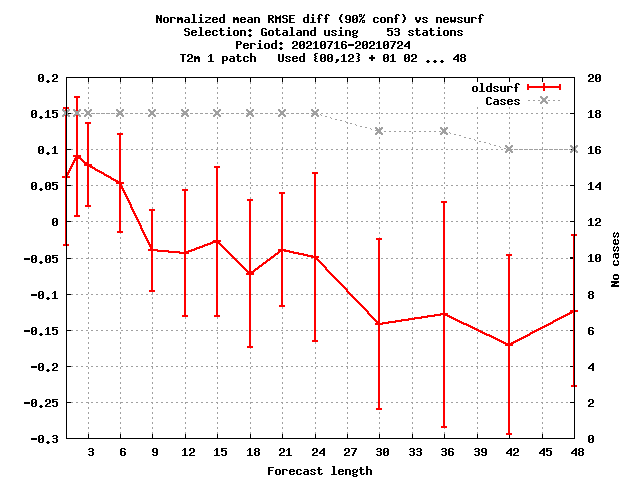 Normalized mean RMSE diff (90% conf) vs newsurf
Selection: Gotaland using    53 stations
Period: 20210716-20210724
T2m 1 patch   Used {00,12} + 01 02 ... 48
oldsurf
Cases
0.2
0.15
0.1
0.05
0
-0.05
-0.1
-0.15
-0.2
-0.25
-0.3
20
18
16
14
12
10
8
6
4
2
0
No cases
3 6 9 12 15 18 21 24 27 30 33 36 39 42 45 48
Forecast length